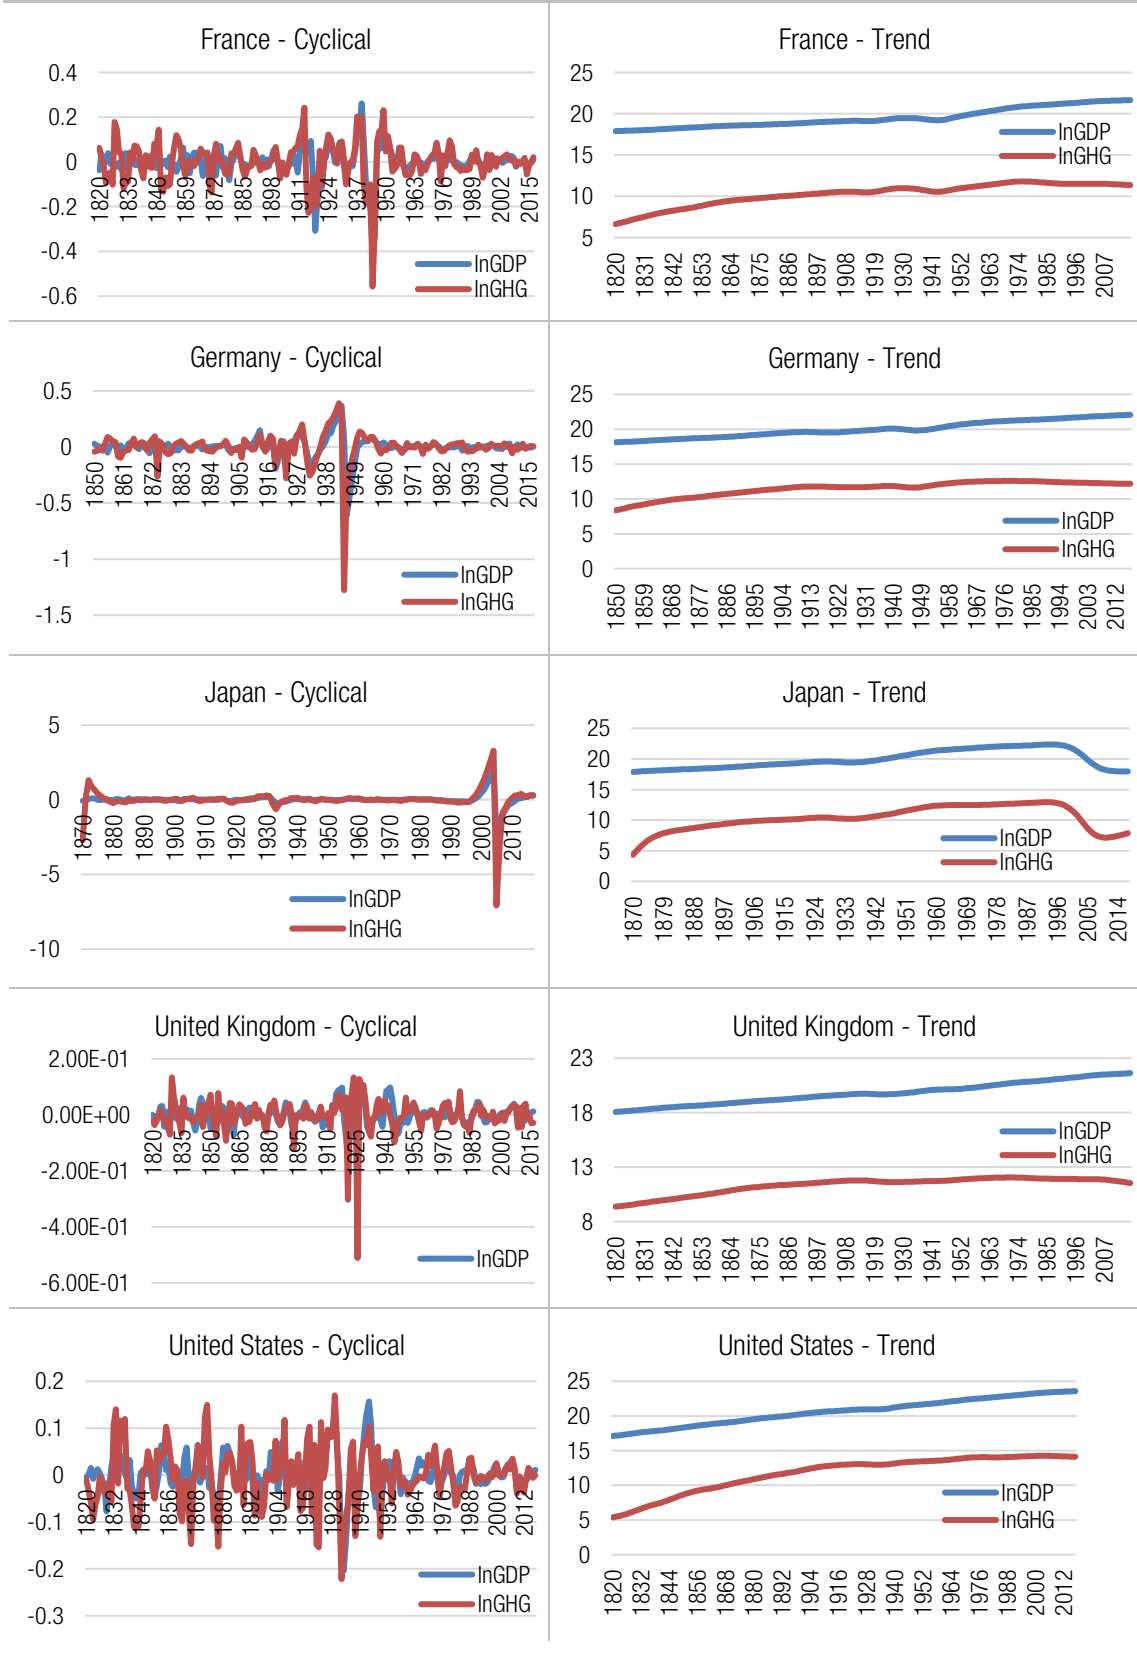 France - Cyclical
0.4
0.2
0
-0.2
-0.4
-0.6
1820 1833 1846 1859 1872 1885 1898 1911 1924 1937 1950 1963 1976 1989 2002 2015
lnGDP
lnGHG
France - Trend
25
20
15
10
5
lnGDP
lnGHG
1820 1831 1842 1853 1864 1875 1886 1897 1908 1919 1930 1941 1952 1963 1974 1985 1996 2007
Germany - Cyclical
0.5
0
-0.5
-1
-1.5
1850 1861 1872 1883 1894 1905 1916 1927 1938 1949 1960 1971 1982 1993 2004 2015
lnGDP
lnGHG
Germany - Trend
25
20
15
10
5
0
lnGDP
lnGHG
1850 1859 1868 1877 1886 1895 1904 1913 1922 1931 1940 1949 1958 1967 1976 1985 1994 2003 2012
Japan - Cyclical
5
0
-5
-10
1870 1880 1890 1900 1910 1920 1930 1940 1950 1960 1970 1980 1990 2000 2010
lnGDP
lnGHG
Japan - Trend
25
20
15
10
5
0
lnGDP
lnGHG
1870 1879 1888 1897 1906 1915 1924 1933 1942 1951 1960 1969 1978 1987 1996 2005 2014
United Kingdom - Cyclical
2.00E-01
0.00E+00
-2.00E-01
-4.00E-01
-6.00E-01
1820 1835 1850 1865 1880 1895 1910 1925 1940 1955 1970 1985 2000 2015
lnGDP
United Kingdom - Trend
23
18
13
8
lnGDP
lnGHG
1820 1831 1842 1853 1864 1875 1886 1897 1908 1919 1930 1941 1952 1963 1974 1985 1996 2007
United States - Cyclical
0.2
0.1
0
-0.1
-0.2
-0.3
1820 1832 1844 1856 1868 1880 1892 1904 1916 1928 1940 1952 1964 1976 1988 2000 2012
lnGDP
lnGHG
United States - Trend
25
20
15
10
5
0
lnGDP
lnGHG
1820 1832 1844 1856 1868 1880 1892 1904 1916 1928 1940 1952 1964 1976 1988 2000 2012